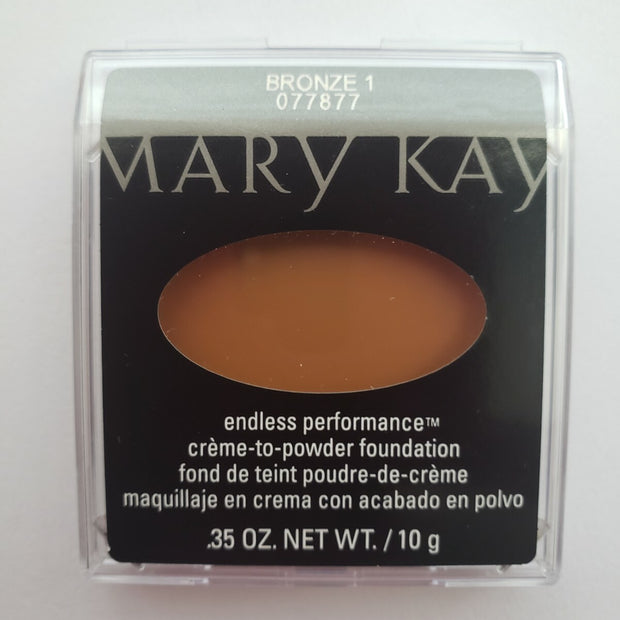 BRONZE 1
077877
MARY KAY
endless performance™
crème-to-powder foundation
fond de teint poudre-de-crème
maquillaje en crema con acabado en polvo
.35 OZ. NET WT. / 10 g